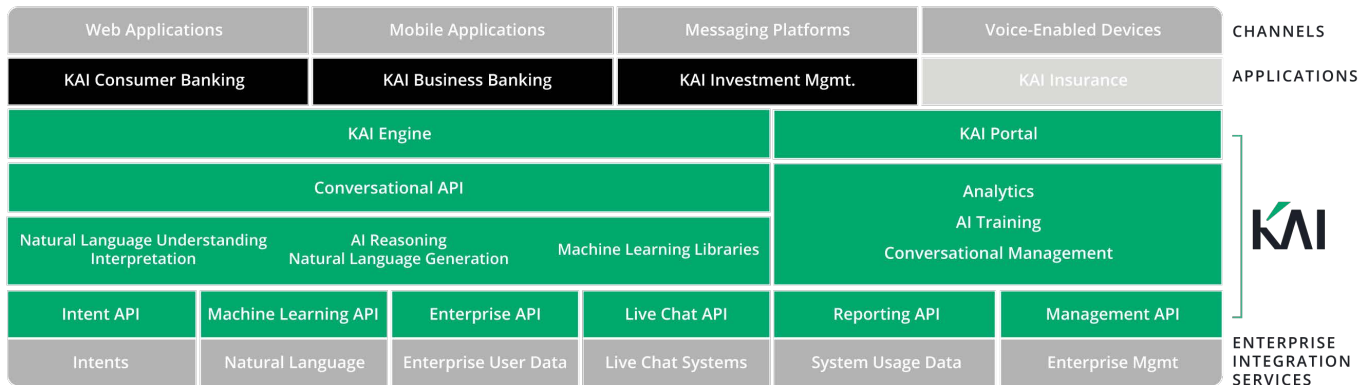 Web Applications
Mobile Applications
Messaging Platforms
Voice-Enabled Devices
CHANNELS
KAI Consumer Banking
KAI Business Banking
KAI Investment Mgmt.
KAI Insurance
APPLICATIONS
KAI Engine
KAI Portal
Conversational API
Analytics
AI Training
Conversational Management
Natural Language Understanding
Interpretation
AI Reasoning
Natural Language Generation
Machine Learning Libraries
KAI
Intent API
Machine Learning API
Enterprise API
Live Chat API
Reporting API
Management API
Intents
Natural Language
Enterprise User Data
Live Chat Systems
System Usage Data
Enterprise Mgmt
ENTERPRISE
INTEGRATION
SERVICES